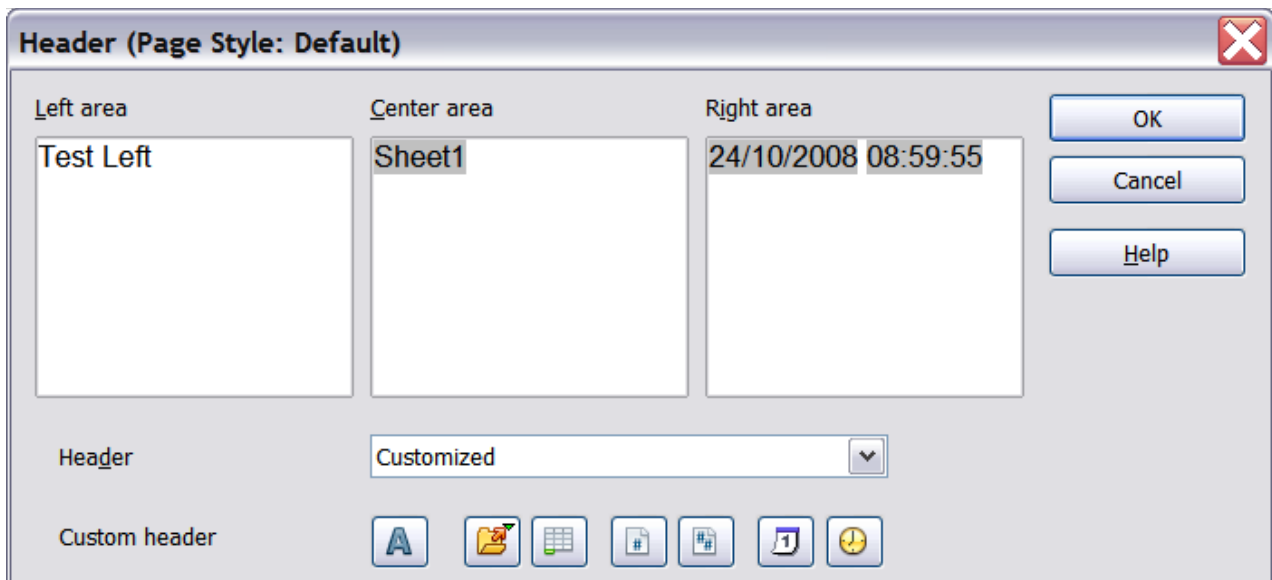 Header (Page Style: Default)
Left area Center area Right area
Test Left Sheet1 24/10/2008 08:59:55
OK
Cancel
Help
Header Customized
Custom header